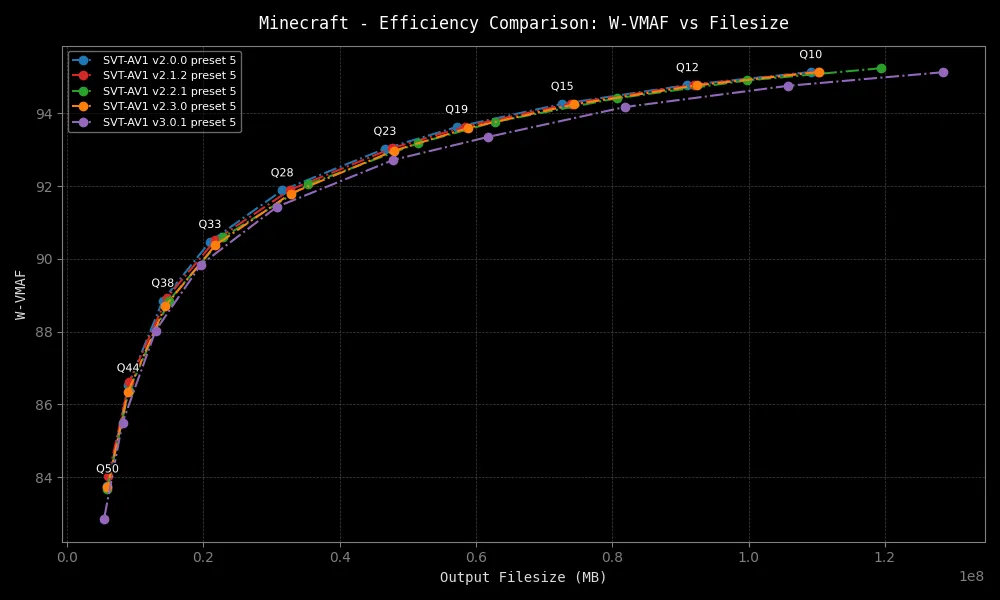 Minecraft - Efficiency Comparison: W-VMAF vs Filesize
SVT-AV1 v2.0.0 preset 5
SVT-AV1 v2.1.2 preset 5
SVT-AV1 v2.2.1 preset 5
SVT-AV1 v2.3.0 preset 5
SVT-AV1 v3.0.1 preset 5
Q10
Q12
Q15
Q19
Q23
Q28
Q33
Q38
Q44
Q50
W-VMAF
94
92
90
88
86
84
0.0 0.2 0.4 0.6 0.8 1.0 1.2
1e8
Output Filesize (MB)